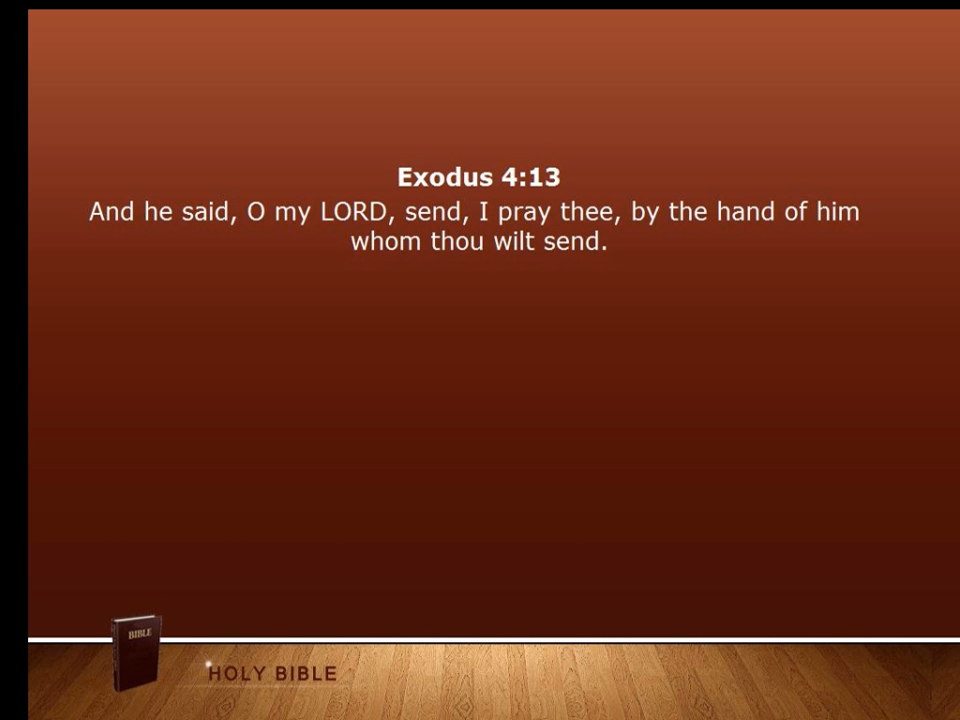 Exodus 4:13
And he said, O my LORD, send, I pray thee, by the hand of him
whom thou wilt send.
BIBLE
HOLY BIBLE